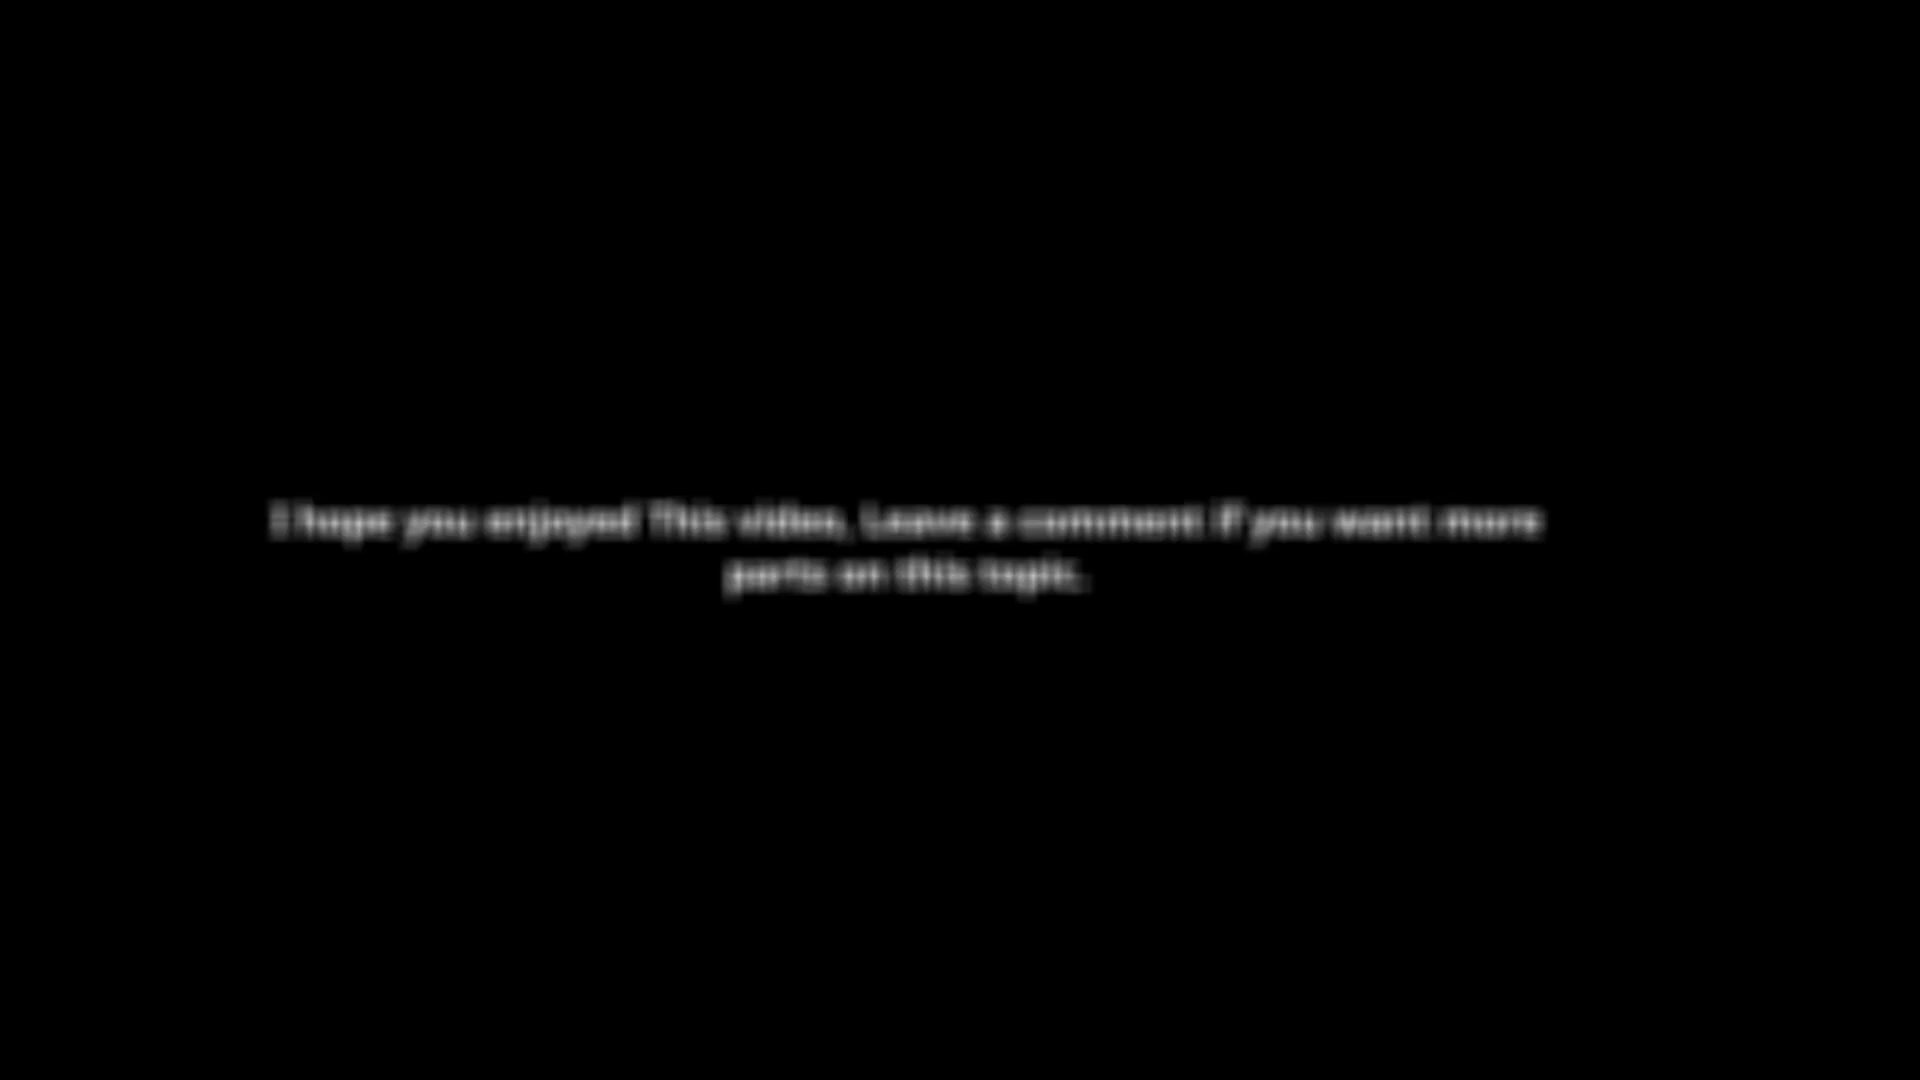 I hope you enjoyed This video, Leave a comment if you want more
parts on this topic.